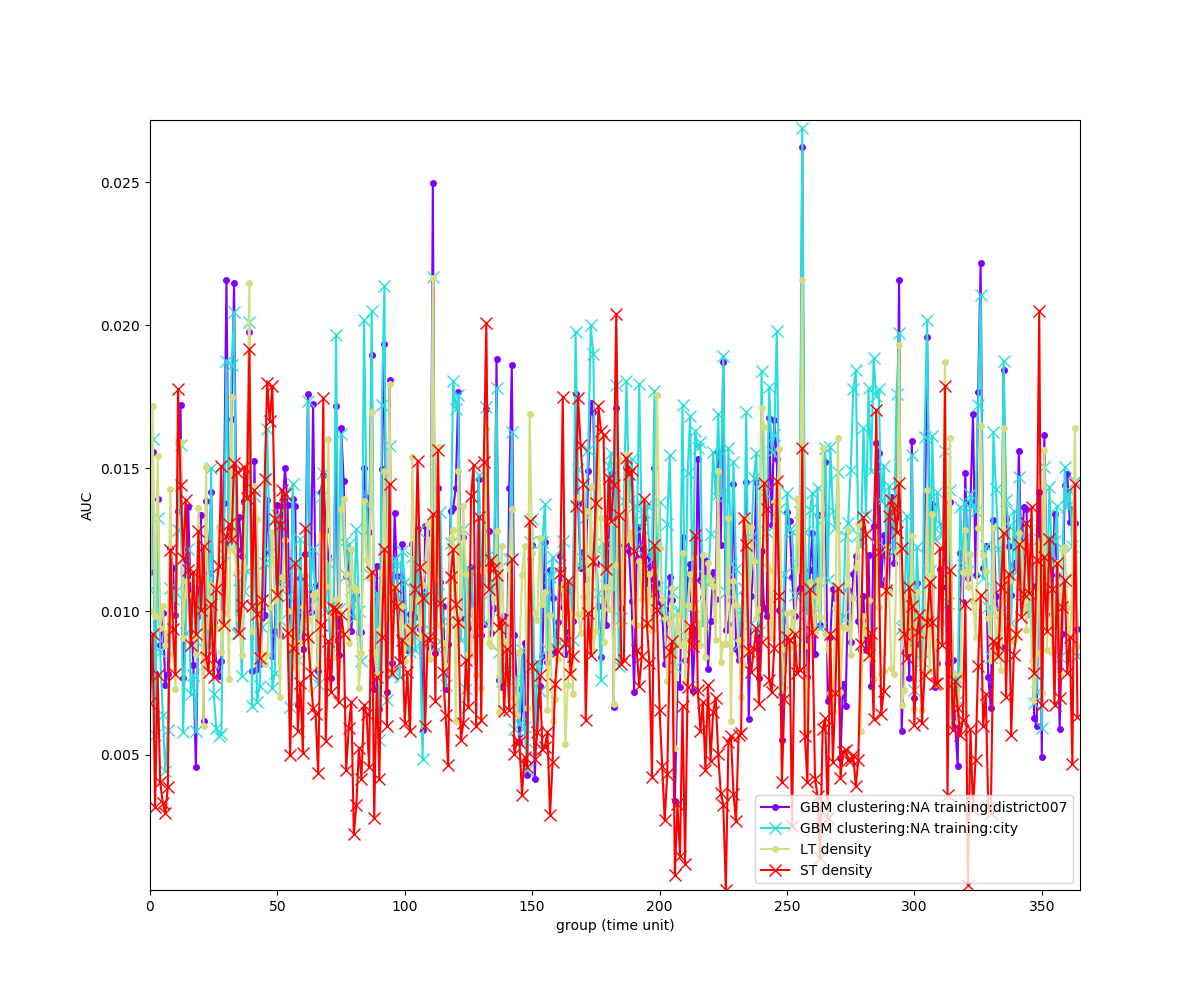 0.025
0.020
0.015
0.010
0.005
AUC
0
50
100
150
200
250
300
350
group (time unit)
GBM clustering:NA training:district007
GBM clustering:NA training:city
LT density
ST density